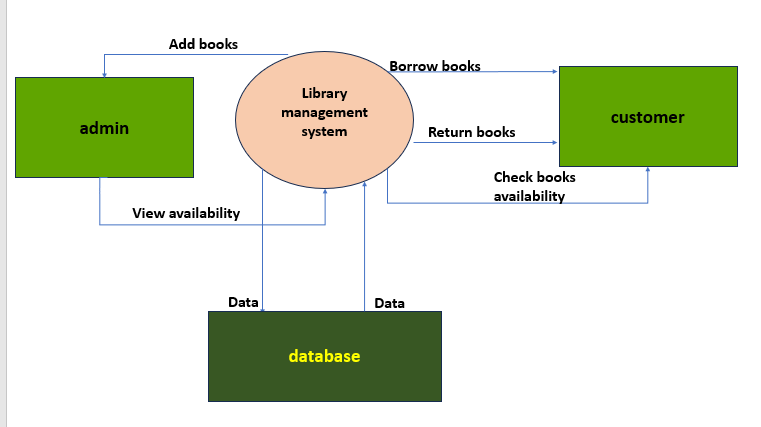 Add books
Borrow books
Library
management
system
admin
customer
Return books
Check books
availability
View availability
Data
Data
database